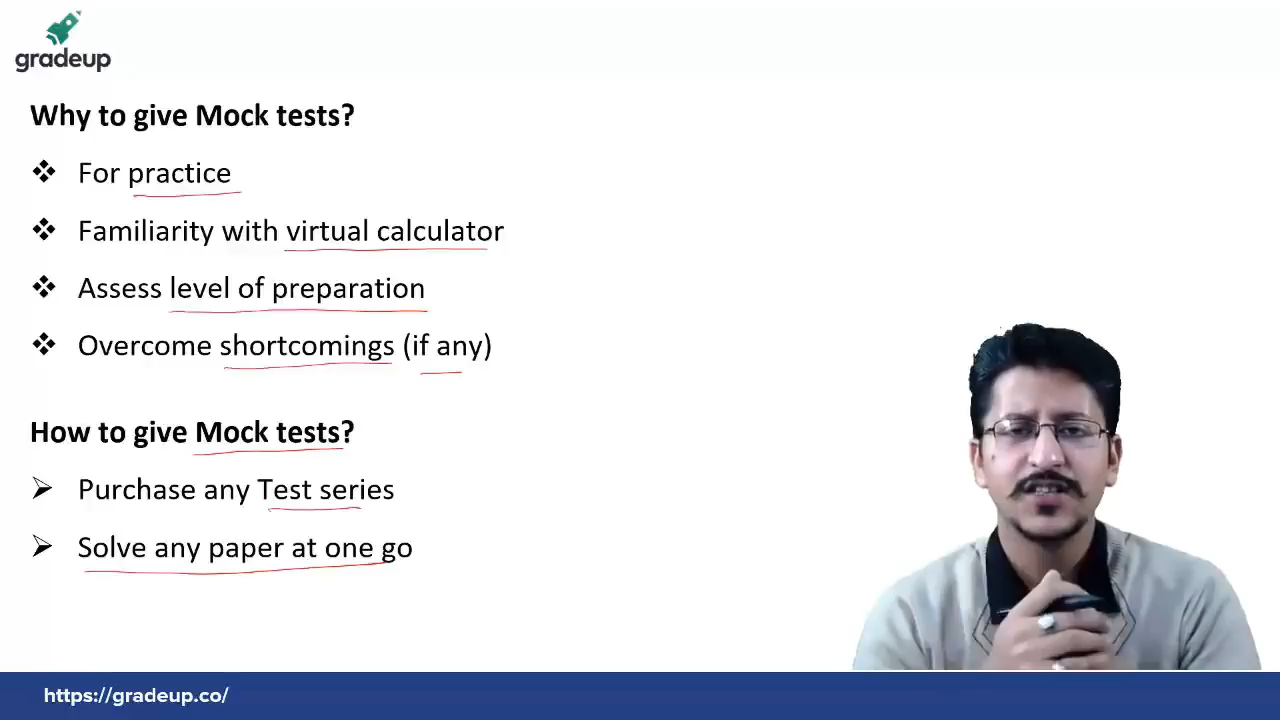 gradeup
Why to give Mock tests?
For practice
Familiarity with virtual calculator
Assess level of preparation
Overcome shortcomings (if any)
How to give Mock tests?
Purchase any Test series
Solve any paper at one go
https://gradeup.co/